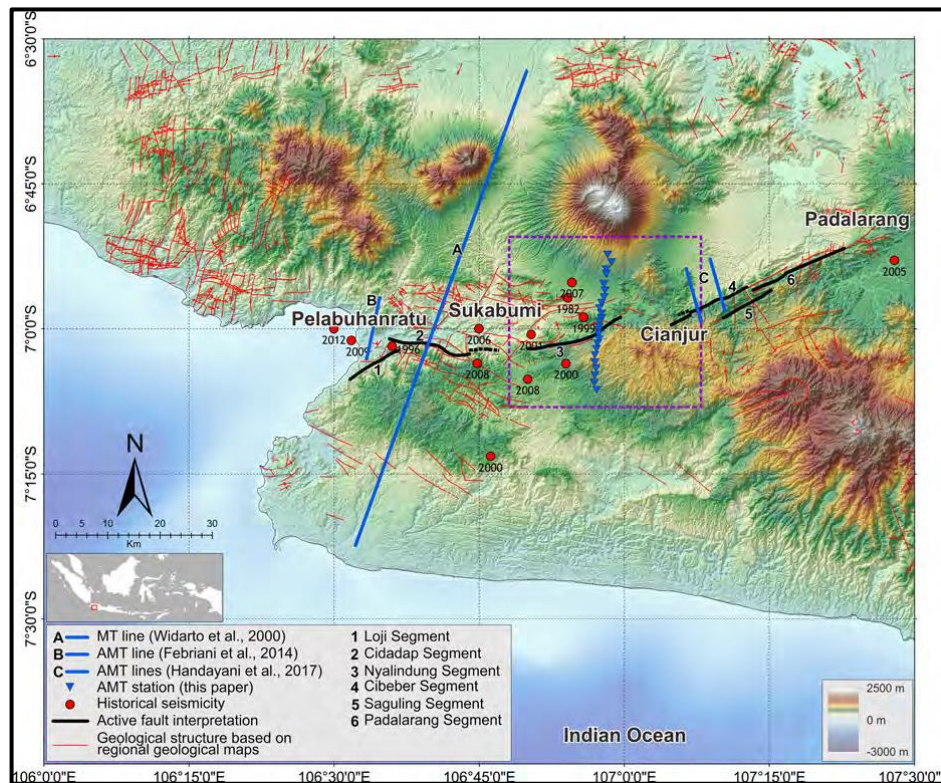 6°30'0"S
6°45'0"S
7°00'0"S
7°15'0"S
7°30'0"S
A
B
C
Padalarang
2005
6
4
5
Cianjur
2007
1982
1999
Sukabumi
2006
3
2008
2008
2000
Pelabuhanratu
2
2012
2009
1996
1
2000
N
0 5 10 20 30
Km
A MT line (Widarto et al., 2000)
B AMT line (Febriani et al., 2014)
C AMT lines (Handayani et al., 2017)
AMT station (this paper)
Historical seismicity
Active fault interpretation
Geological structure based on
regional geological maps
1 Loji Segment
2 Cidadap Segment
3 Nyalindung Segment
4 Cibeber Segment
5 Saguling Segment
6 Padalarang Segment
Indian Ocean
2500 m
0 m
-3000 m
106°0'0"E 106°15'0"E 106°30'0"E 106°45'0"E 107°00'0"E 107°15'0"E 107°30'0"E